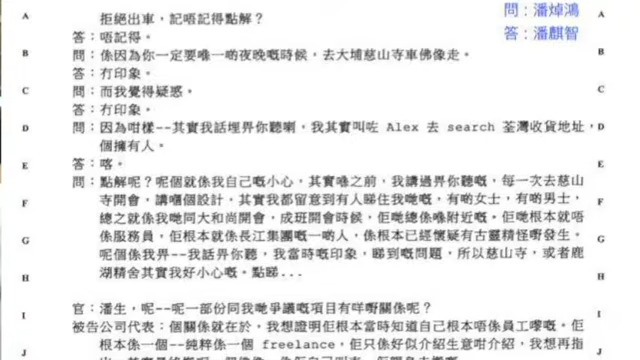 問：潘焯鴻
答：潘麒智
A 拒絕出車，記唔記得點解？ A
答：唔記得。
B 問：係因為你一定要唯一啲夜晚嘅時候，去大埔慈山寺車佛像走。 B
答：冇印象。
C 問：而我覺得疑惑。 C
答：冇印象。
D 問：因為咁樣--其實我話埋畀你聽喇，我其實叫咗 Alex 去 search 荃灣收貨地址， D
個擁有人。
E 答：喀。 E
問：點解呢？呢個就係我自己嘅小心，其實喺之前，我講過畀你聽嘅，每一次去慈山
F 寺開會，講嗰個設計，其實我都留意到有人睇住我哋嘅，有啲女士，有啲男士， F
總之就係我哋同大和尚開會，成班開會時候，佢哋總係喺附近嘅。佢哋根本就唔
G 係服務員，佢根本就係長江集團嘅一啲人，係根本已經懷疑有古靈精怪嘢發生。 G
呢個係我畀--我話畀你聽，我當時嘅印象，睇到嘅問題，所以慈山寺，或者鹿
H 湖精舍其實我好小心嘅。點睇... H
I 官：潘生，呢--呢一部份同我哋爭議嘅項目有咩嘢關係呢？ I
被告公司代表：個關係就在於，我想證明佢根本當時知道自己根本唔係員工嚟嘅。佢
J 根本係一個--純粹係一個 freelance，佢只係好似介紹生意咁介紹，我想再指 J